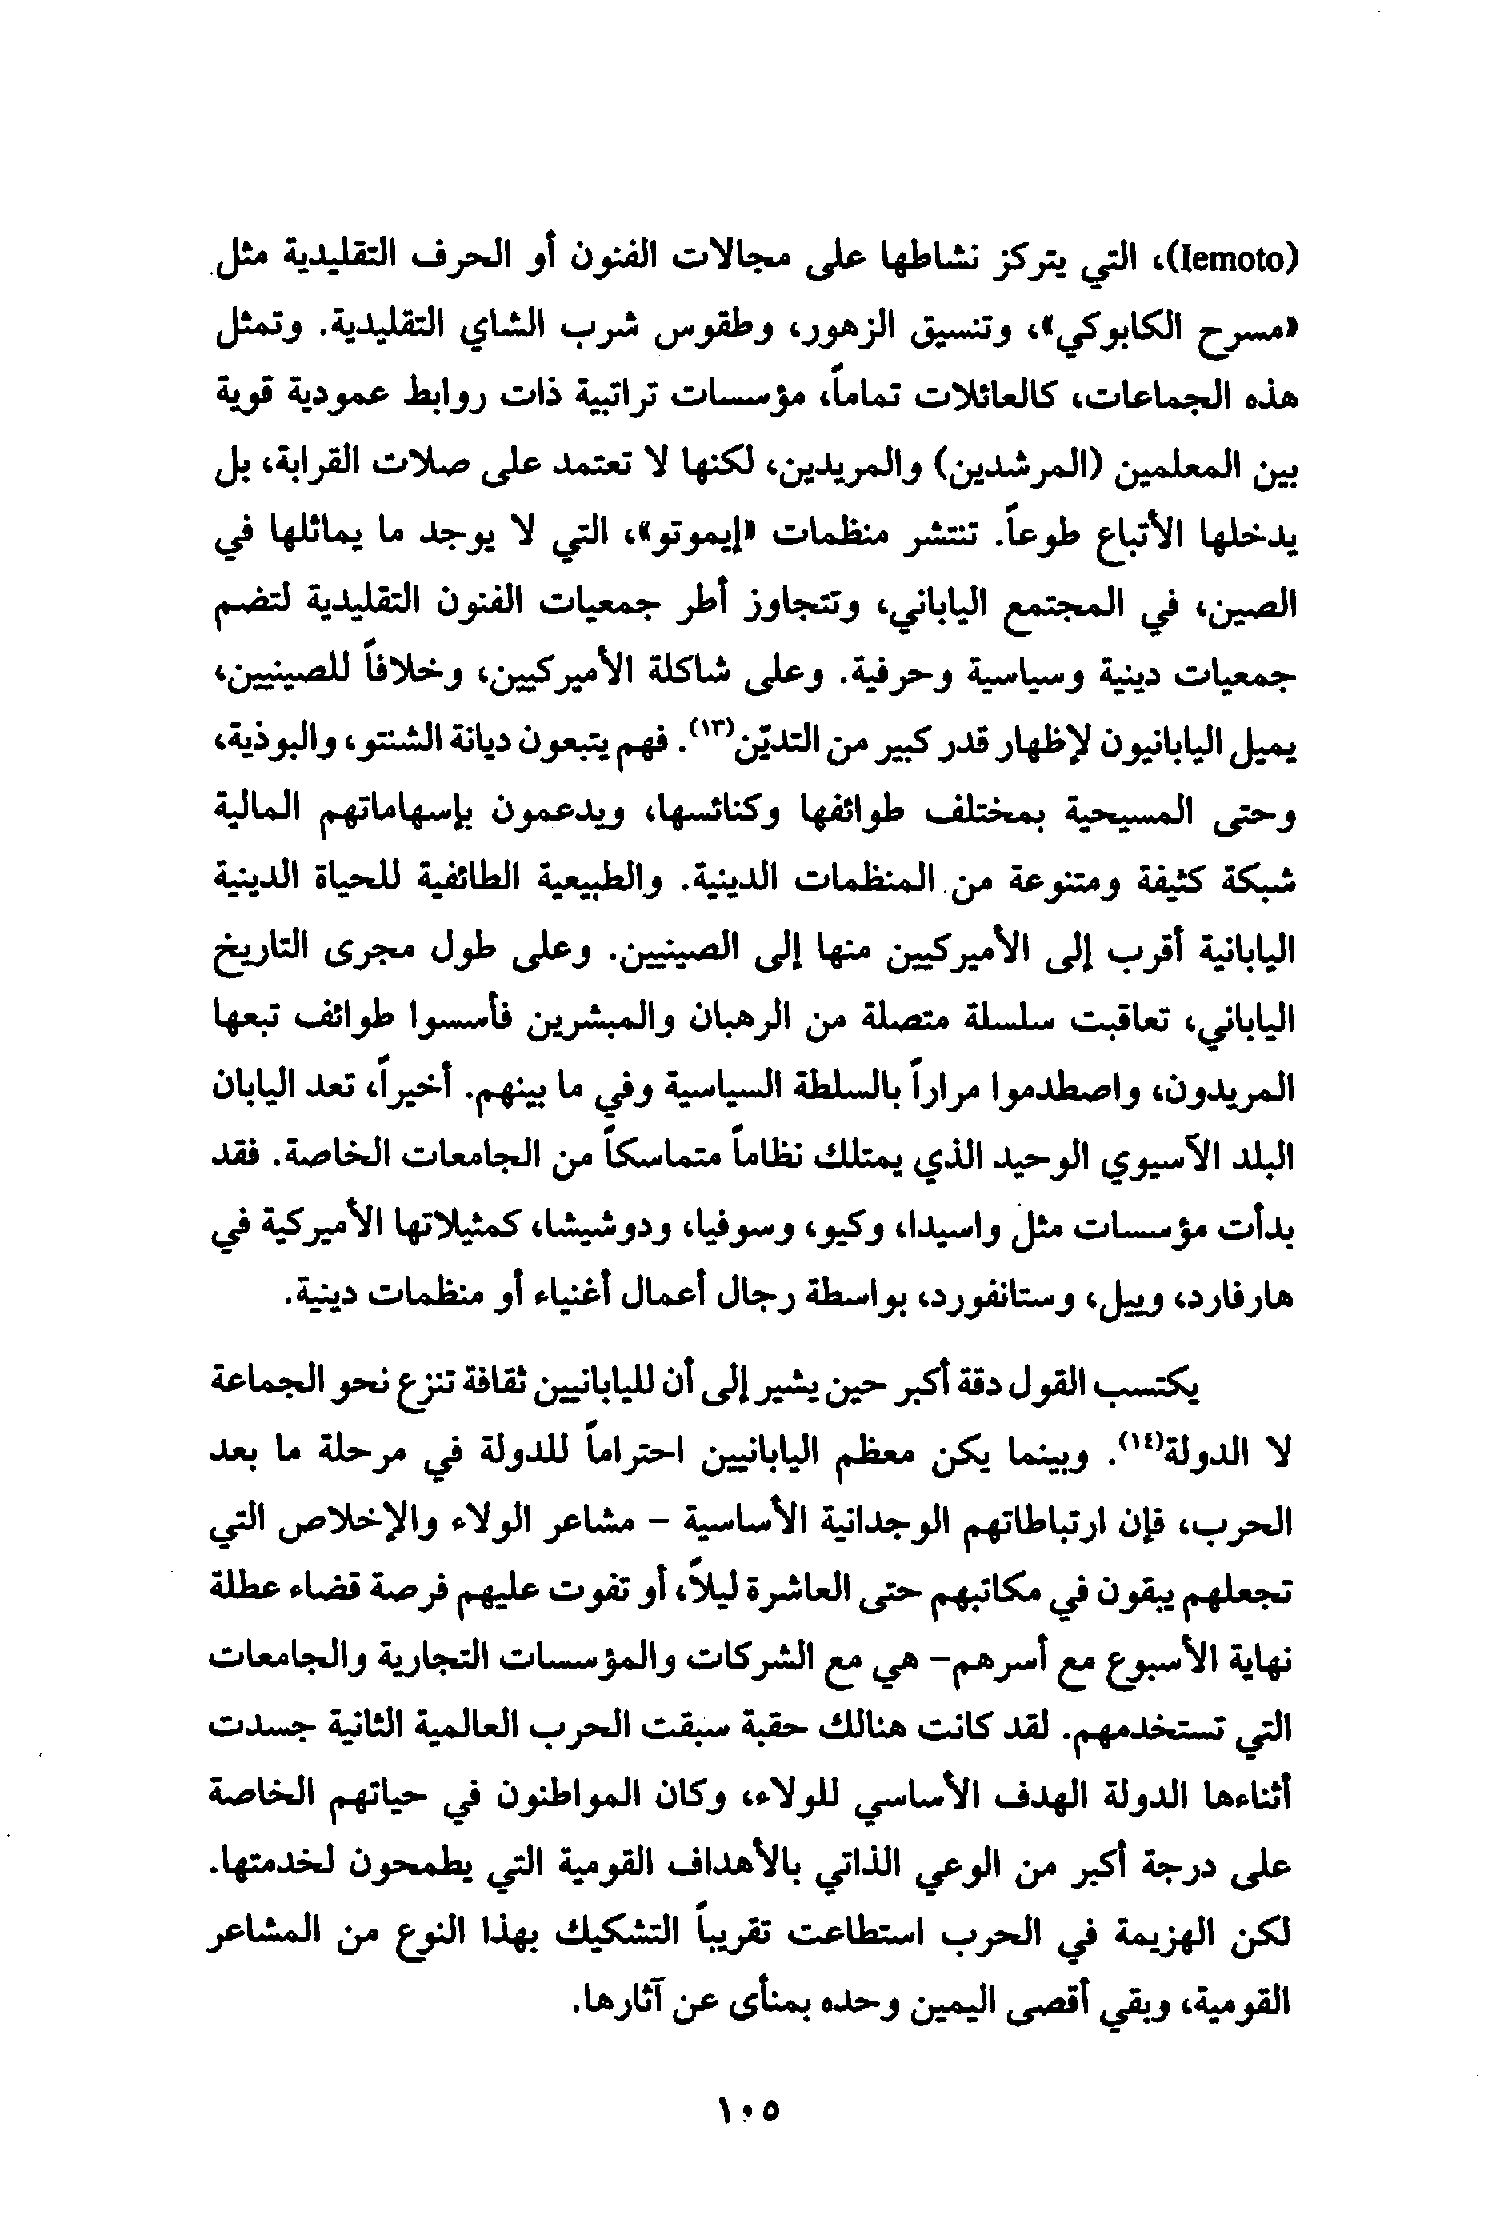 (Iemoto)، التي يتركز نشاطها على مجالات الفنون أو الحرف التقليدية مثل
«مسرح الكابوكي»، وتنسيق الزهور، وطقوس شرب الشاي التقليدية. وتمثل
هذه الجماعات، كالعائلات تماماً، مؤسسات تراتبية ذات روابط عمودية قوية
بين المعلمين (المرشدين) والمريدين، لكنها لا تعتمد على صلات القرابة، بل
يدخلها الأتباع طوعاً. تنتشر منظمات «إيموتو»، التي لا يوجد ما يماثلها في
الصين، في المجتمع الياباني، وتتجاوز أطر جمعيات الفنون التقليدية لتضم
جمعيات دينية وسياسية وحرفية. وعلى شاكلة الأميركيين، وخلافاً للصينيين،
يميل اليابانيون لإظهار قدر كبير من التديّن(١٣). فهم يتبعون ديانة الشنتو، والبوذية،
وحتى المسيحية بمختلف طوائفها وكنائسها، ويدعمون بإسهاماتهم المالية
شبكة كثيفة ومتنوعة من المنظمات الدينية. والطبيعية الطائفية للحياة الدينية
اليابانية أقرب إلى الأميركيين منها إلى الصينيين. وعلى طول مجرى التاريخ
الياباني، تعاقبت سلسلة متصلة من الرهبان والمبشرين فأسسوا طوائف تبعها
المريدون، واصطدموا مراراً بالسلطة السياسية وفي ما بينهم. أخيراً، تعد اليابان
البلد الآسيوي الوحيد الذي يمتلك نظاماً متماسكاً من الجامعات الخاصة. فقد
بدأت مؤسسات مثل واسيدا، وكيو، وسوفيا، ودوشيشا، كمثيلاتها الأميركية في
هارفارد، وييل، وستانفورد، بواسطة رجال أعمال أغنياء أو منظمات دينية.
يكتسب القول دقة أكبر حين يشير إلى أن لليابانيين ثقافة تنزع نحو الجماعة
لا الدولة(١٤). وبينما يكن معظم اليابانيين احتراماً للدولة في مرحلة ما بعد
الحرب، فإن ارتباطاتهم الوجدانية الأساسية - مشاعر الولاء والإخلاص التي
تجعلهم يبقون في مكاتبهم حتى العاشرة ليلاً، أو تفوت عليهم فرصة قضاء عطلة
نهاية الأسبوع مع أسرهم- هي مع الشركات والمؤسسات التجارية والجامعات
التي تستخدمهم. لقد كانت هنالك حقبة سبقت الحرب العالمية الثانية جسدت
أثناءها الدولة الهدف الأساسي للولاء، وكان المواطنون في حياتهم الخاصة
على درجة أكبر من الوعي الذاتي بالأهداف القومية التي يطمحون لخدمتها.
لكن الهزيمة في الحرب استطاعت تقريباً التشكيك بهذا النوع من المشاعر
القومية، وبقي أقصى اليمين وحده بمنأى عن آثارها.
١٠٥